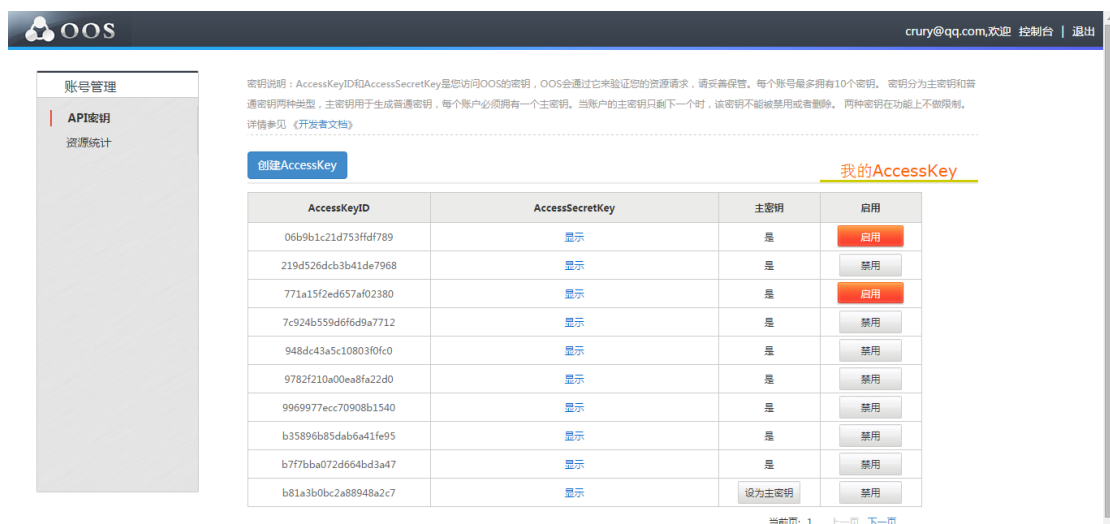 OOS
crury@qq.com,欢迎 控制台 | 退出
账号管理
API密钥
资源统计
密钥说明：AccessKeyID和AccessSecretKey是您访问OOS的密钥，OOS会通过它来验证您的资源请求，请妥善保管。每个账号最多拥有10个密钥。 密钥分为主密钥和普
通密钥两种类型，主密钥用于生成普通密钥，每个账户必须拥有一个主密钥。当账户的主密钥只剩下一个时，该密钥不能被禁用或者删除。 两种密钥在功能上不做限制。
详情参见 《开发者文档》
创建AccessKey
我的AccessKey
AccessKeyID AccessSecretKey 主密钥 启用
06b9b1c21d753ffdf789 显示 是 启用
219d526dcb3b41de7968 显示 是 禁用
771a15f2ed657af02380 显示 是 启用
7c924b559d6f6d9a7712 显示 是 禁用
948dc43a5c10803f0fc0 显示 是 禁用
9782f210a00ea8fa22d0 显示 是 禁用
9969977ecc70908b1540 显示 是 禁用
b35896b85dab6a41fe95 显示 是 禁用
b7f7bba072d664bd3a47 显示 是 禁用
b81a3b0bc2a88948a2c7 显示 设为主密钥 禁用
当前页: 1 上一页 下一页